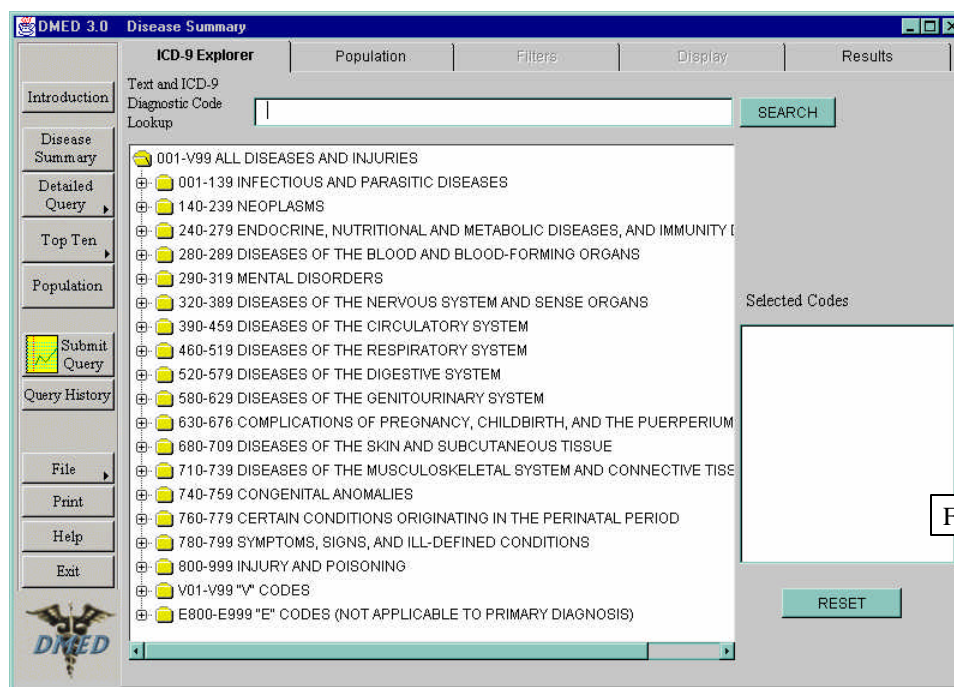 DMED 3.0 Disease Summary
ICD-9 Explorer Population Filters Display Results
Introduction
Disease
Summary
Detailed
Query
Top Ten
Population
Submit
Query
Query History
File
Print
Help
Exit
DMED
Text and ICD-9
Diagnostic Code
Lookup
SEARCH
001-V99 ALL DISEASES AND INJURIES
001-139 INFECTIOUS AND PARASITIC DISEASES
140-239 NEOPLASMS
240-279 ENDOCRINE, NUTRITIONAL AND METABOLIC DISEASES, AND IMMUNITY
280-289 DISEASES OF THE BLOOD AND BLOOD-FORMING ORGANS
290-319 MENTAL DISORDERS
320-389 DISEASES OF THE NERVOUS SYSTEM AND SENSE ORGANS
390-459 DISEASES OF THE CIRCULATORY SYSTEM
460-519 DISEASES OF THE RESPIRATORY SYSTEM
520-579 DISEASES OF THE DIGESTIVE SYSTEM
580-629 DISEASES OF THE GENITOURINARY SYSTEM
630-676 COMPLICATIONS OF PREGNANCY, CHILDBIRTH, AND THE PUERPERIUM
680-709 DISEASES OF THE SKIN AND SUBCUTANEOUS TISSUE
710-739 DISEASES OF THE MUSCULOSKELETAL SYSTEM AND CONNECTIVE TISS
740-759 CONGENITAL ANOMALIES
760-779 CERTAIN CONDITIONS ORIGINATING IN THE PERINATAL PERIOD
780-799 SYMPTOMS, SIGNS, AND ILL-DEFINED CONDITIONS
800-999 INJURY AND POISONING
V01-V99 "V" CODES
E800-E999 "E" CODES (NOT APPLICABLE TO PRIMARY DIAGNOSIS)
Selected Codes
F
RESET